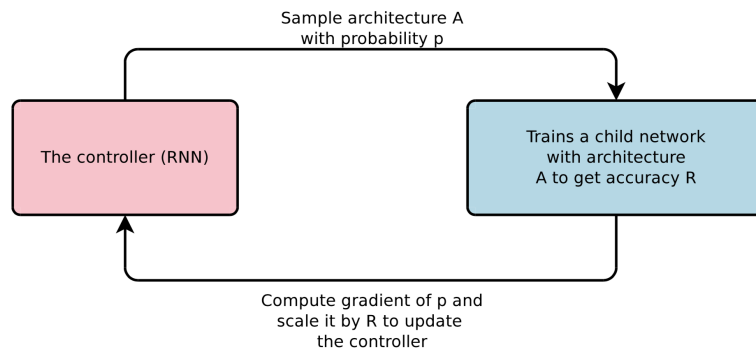 Sample architecture A
with probability p
The controller (RNN)
Trains a child network
with architecture
A to get accuracy R
Compute gradient of p and
scale it by R to update
the controller